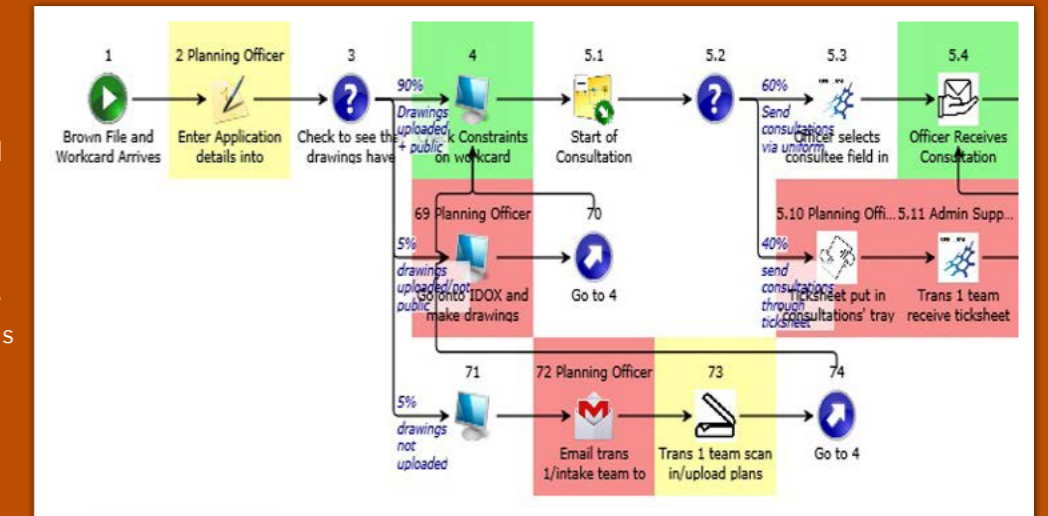 1
2 Planning Officer
3
4
5.1
5.2
5.3
5.4
90%
Drawings
uploaded
+ public
60%
Send
consultations
via uniform
Brown File and
Workcard Arrives
Enter Application
details into
Check to see the
drawings have
Constraints
on workcard
Start of
Consultation
Officer selects
consultee field in
Officer Receives
Consultation
69 Planning Officer
70
5.10 Planning Offi...
5.11 Admin Supp...
5%
drawings
uploaded/not
public
40%
send
consultations
through
ticksheet
Go onto IDOX and
make drawings
Go to 4
Ticksheet put in
consultations' tray
Trans 1 team
receive ticksheet
s
71
72 Planning Officer
73
74
5%
drawings
not
uploaded
Email trans
1/intake team to
Trans 1 team scan
in/upload plans
Go to 4